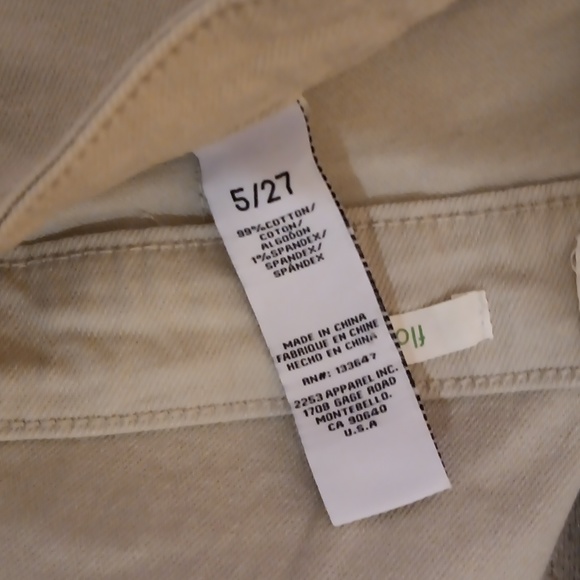 5/27
99%COTTON/
COTON/
ALGODON
1%SPANDEX/
SPANDEX/
SPANDEX
MADE IN CHINA
FABRIQUE EN CHINE
HECHO EN CHINA
RN#: 133647
2253 APPAREL INC.
1708 GAGE ROAD
MONTEBELLO.
CA 90640
U.S.A